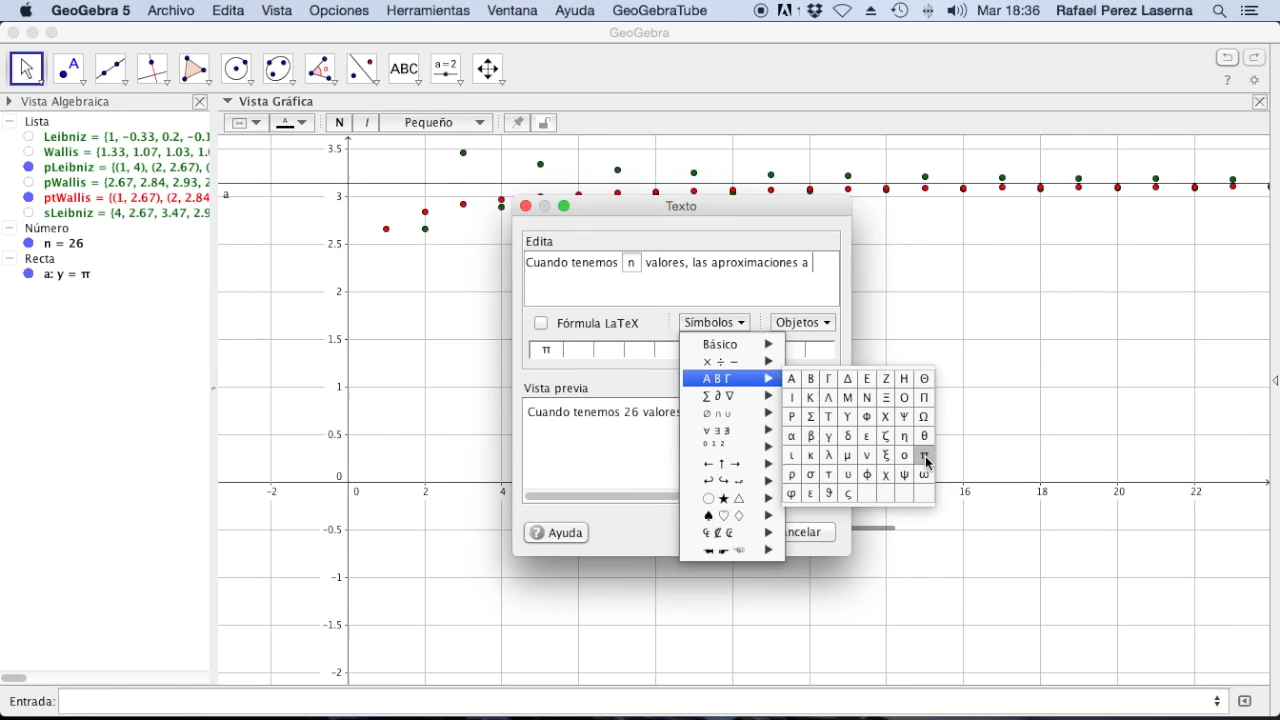 GeoGebra 5 Archivo Edita Vista Opciones Herramientas Ventana Ayuda GeoGebraTube Mar 18:36 Rafael Perez Laserna
GeoGebra
A ABC a=2
Vista Algebraica
Vista Gráfica
N I Pequeño
Lista
Leibniz = {1, -0.33, 0.2, -0.1
Wallis = {1.33, 1.07, 1.03, 1.
pLeibniz = {(1, 4), (2, 2.67), (
pWallis = {2.67, 2.84, 2.93, 2
ptWallis = {(1, 2.67), (2, 2.84
sLeibniz = {4, 2.67, 3.47, 2.9
Número
n = 26
Recta
a: y = π
3.5
a
3
2.5
2
1.5
1
0.5
0
-0.5
-1
-1.5
-2
-2 0 2 4 16 18 20 22
Texto
Edita
Cuando tenemos n valores, las aproximaciones a
Fórmula LaTeX Símbolos Objetos
π
Vista previa
Cuando tenemos 26 valores
Ayuda
ancelar
Básico
× ÷ −
Α Β Γ
∑ ∂ ∇
∅ ∩ ∪
∀ ∃ ∄
⁰ ¹ ²
← ↑ →
↩ ↪
○ ★ △
♠ ♡ ♢
Α Β Γ Δ Ε Ζ Η Θ
Ι Κ Λ Μ Ν Ξ Ο Π
Ρ Σ Τ Υ Φ Χ Ψ Ω
α β γ δ ε ζ η θ
ι κ λ μ ν ξ ο π
ρ σ τ υ φ χ ψ ω
φ ε ϑ ς
Entrada: